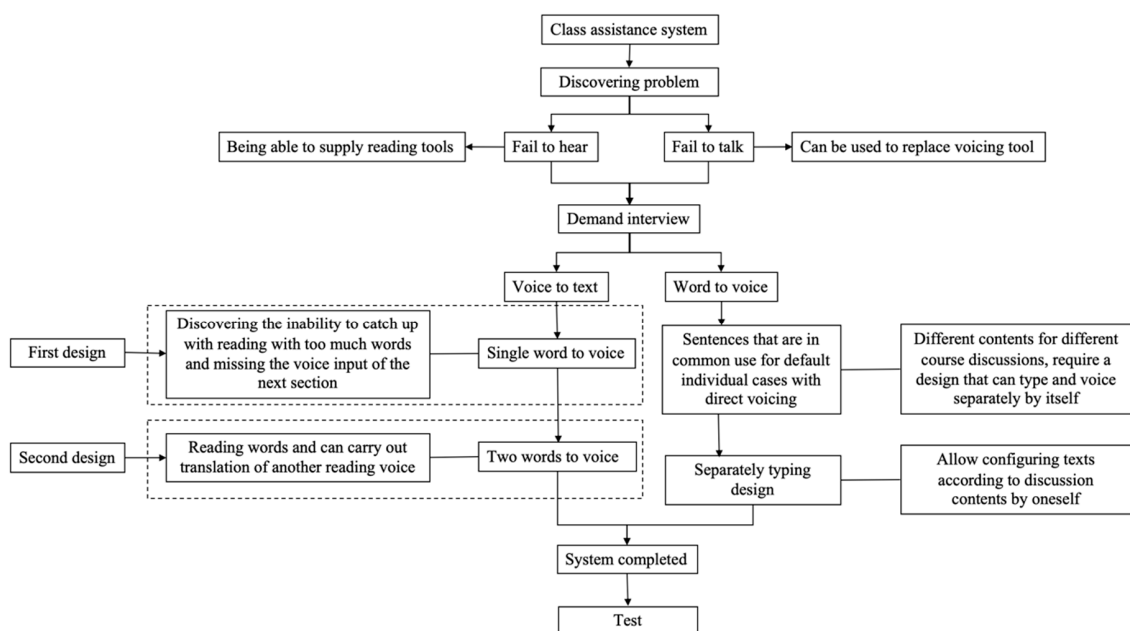 Class assistance system
Discovering problem
Being able to supply reading tools
Fail to hear
Fail to talk
Can be used to replace voicing tool
Demand interview
Voice to text
Word to voice
First design
Discovering the inability to catch up
with reading with too much words
and missing the voice input of the
next section
Single word to voice
Sentences that are in
common use for default
individual cases with
direct voicing
Different contents for different
course discussions, require a
design that can type and voice
separately by itself
Second design
Reading words and can carry out
translation of another reading voice
Two words to voice
Separately typing
design
Allow configuring texts
according to discussion
contents by oneself
System completed
Test